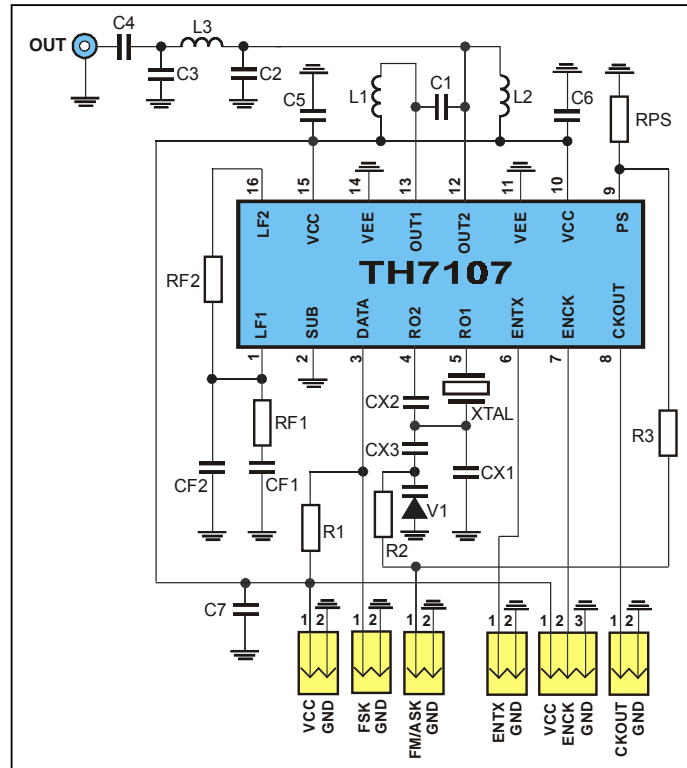 C4
L3
OUT
C3
C2
C5
L1
C1
L2
C6
RPS
16
15
14
13
12
11
10
9
LF2
VCC
VEE
OUT1
OUT2
VEE
VCC
PS
TH7107
RF2
LF1
SUB
DATA
RO2
RO1
ENTX
ENCK
CKOUT
1
2
3
4
5
6
7
8
CX2
XTAL
RF1
CX3
R3
CF2
CF1
CX1
R1
R2
V1
C7
1 2
1 2
1 2
1 2
1 2 3
1 2
VCC
GND
FSK
GND
FM/ASK
GND
ENTX
GND
VCC
ENCK
GND
CKOUT
GND